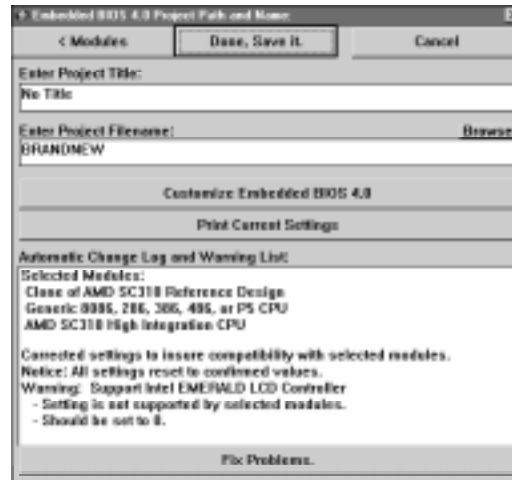 Embedded BIOS 4.0 Project Path and Name:
< Modules
Done, Save it.
Cancel
Enter Project Title:
No Title
Enter Project Filename:
Browse
BRANDNEW
Customize Embedded BIOS 4.0
Print Current Settings
Automatic Change Log and Warning List:
Selected Modules:
Clone of AMD SC310 Reference Design
Generic 8086, 286, 386, 486, or P5 CPU
AMD SC310 High Integration CPU
Corrected settings to insure compatibility with selected modules.
Notice: All settings reset to confirmed values.
Warning: Support Intel EMERALD LCD Controller
- Setting is not supported by selected modules.
- Should be set to 0.
Fix Problems.